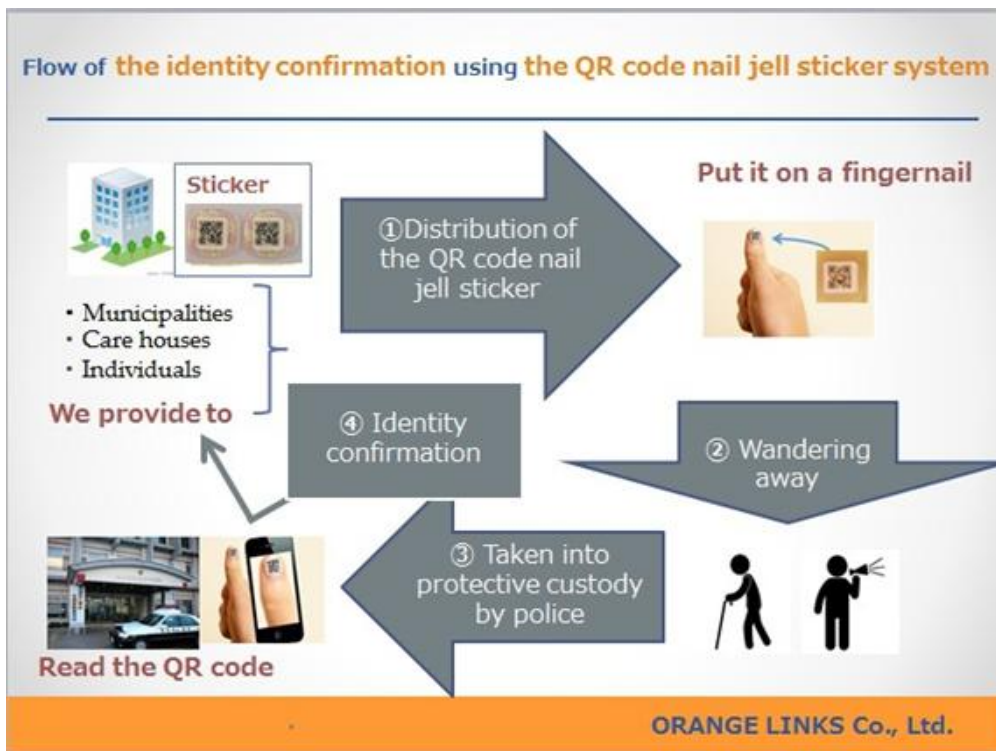 Flow of the identity confirmation using the QR code nail jell sticker system
Sticker
・Municipalities
・Care houses
・Individuals
We provide to
①Distribution of
the QR code nail
jell sticker
Put it on a fingernail
② Wandering
away
③ Taken into
protective custody
by police
Read the QR code
④ Identity
confirmation
ORANGE LINKS Co., Ltd.